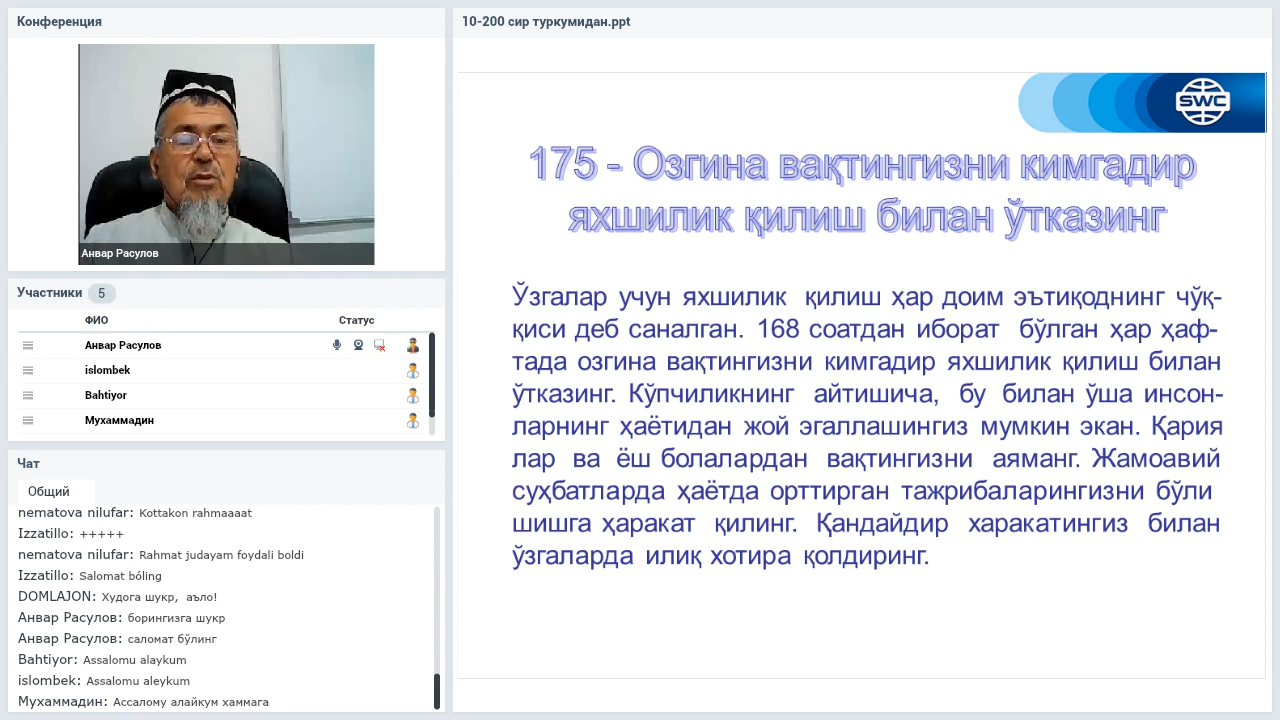 Конференция
Анвар Расулов
Участники 5
ФИО Статус
Анвар Расулов
islombek
Bahtiyor
Мухаммадин
Чат
Общий
nematova nilufar: Kottakon rahmaaaat
Izzatillo: +++++
nematova nilufar: Rahmat judayam foydali boldi
Izzatillo: Salomat bóling
DOMLAJON: Худога шукр, аъло!
Анвар Расулов: борингизга шукр
Анвар Расулов: саломат бўлинг
Bahtiyor: Assalomu alaykum
islombek: Assalomu aleykum
Мухаммадин: Ассалому алайкум хаммага
10-200 сир туркумидан.ppt
SWC
175 - Озгина вақтингизни кимгадир
яхшилик қилиш билан ўтказинг
Ўзгалар учун яхшилик қилиш ҳар доим эътиқоднинг чўқ-
қиси деб саналган. 168 соатдан иборат бўлган ҳар ҳаф-
тада озгина вақтингизни кимгадир яхшилик қилиш билан
ўтказинг. Кўпчиликнинг айтишича, бу билан ўша инсон-
ларнинг ҳаётидан жой эгаллашингиз мумкин экан. Қария
лар ва ёш болалардан вақтингизни аяманг. Жамоавий
суҳбатларда ҳаётда орттирган тажрибаларингизни бўли
шишга ҳаракат қилинг. Қандайдир харакатингиз билан
ўзгаларда илиқ хотира қолдиринг.